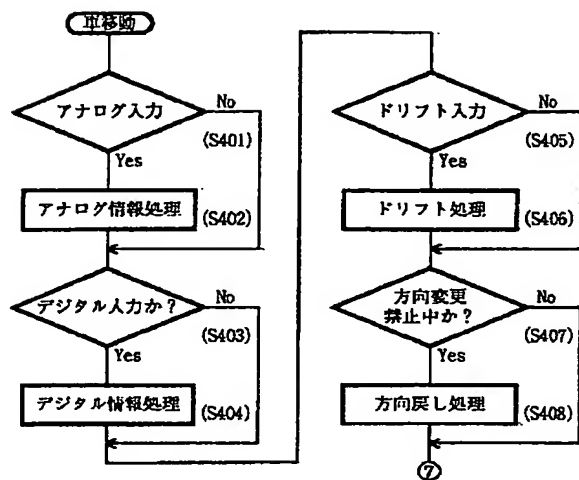 車移動
アナログ入力
No
(S401)
Yes
アナログ情報処理
(S402)
デジタル入力か？
No
(S403)
Yes
デジタル情報処理
(S404)
ドリフト入力
No
(S405)
Yes
ドリフト処理
(S406)
方向変更
禁止中か？
No
(S407)
Yes
方向戻し処理
(S408)
⑦